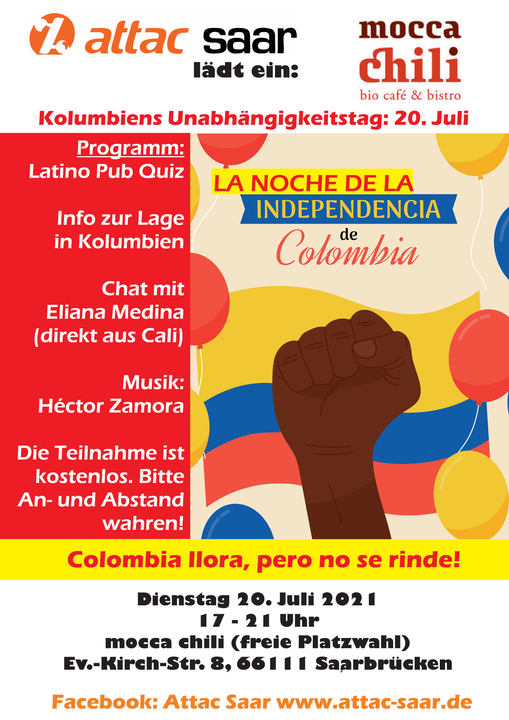 attac saar
lädt ein:
mocca
chili
bio café & bistro
Kolumbiens Unabhängigkeitstag: 20. Juli
Programm:
Latino Pub Quiz
Info zur Lage
in Kolumbien
Chat mit
Eliana Medina
(direkt aus Cali)
Musik:
Héctor Zamora
Die Teilnahme ist
kostenlos. Bitte
An- und Abstand
wahren!
LA NOCHE DE LA
INDEPENDENCIA
de
Colombia
Colombia llora, pero no se rinde!
Dienstag 20. Juli 2021
17 - 21 Uhr
mocca chili (freie Platzwahl)
Ev.-Kirch-Str. 8, 66111 Saarbrücken
Facebook: Attac Saar www.attac-saar.de